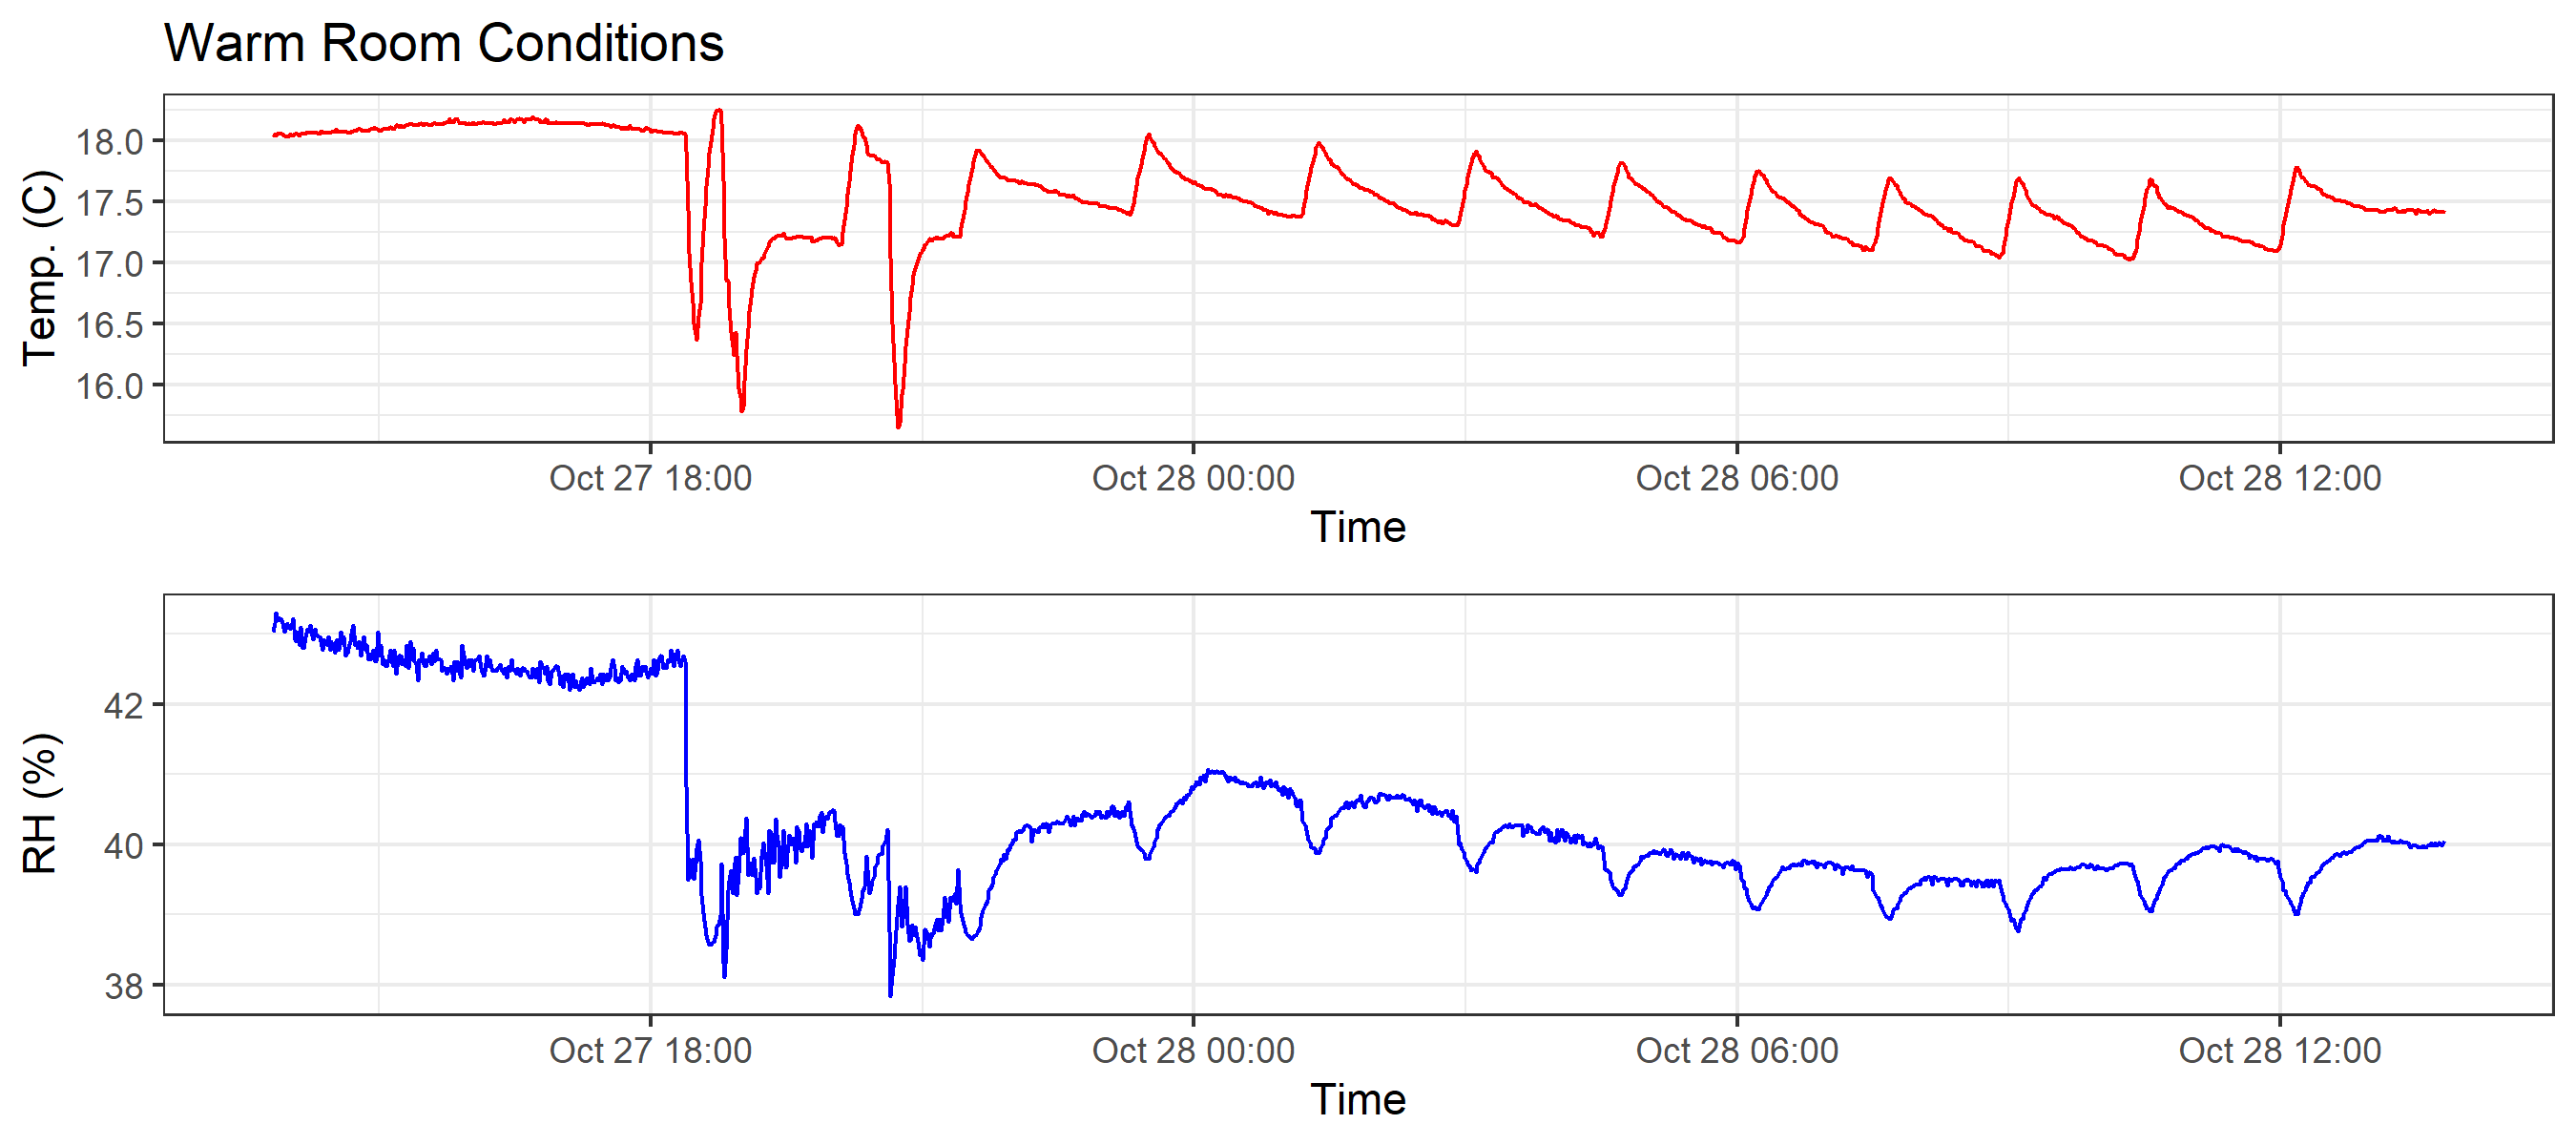 Warm Room Conditions
Temp. (C)
18.0
17.5
17.0
16.5
16.0
Oct 27 18:00 Oct 28 00:00 Oct 28 06:00 Oct 28 12:00
Time
RH (%)
42
40
38
Oct 27 18:00 Oct 28 00:00 Oct 28 06:00 Oct 28 12:00
Time